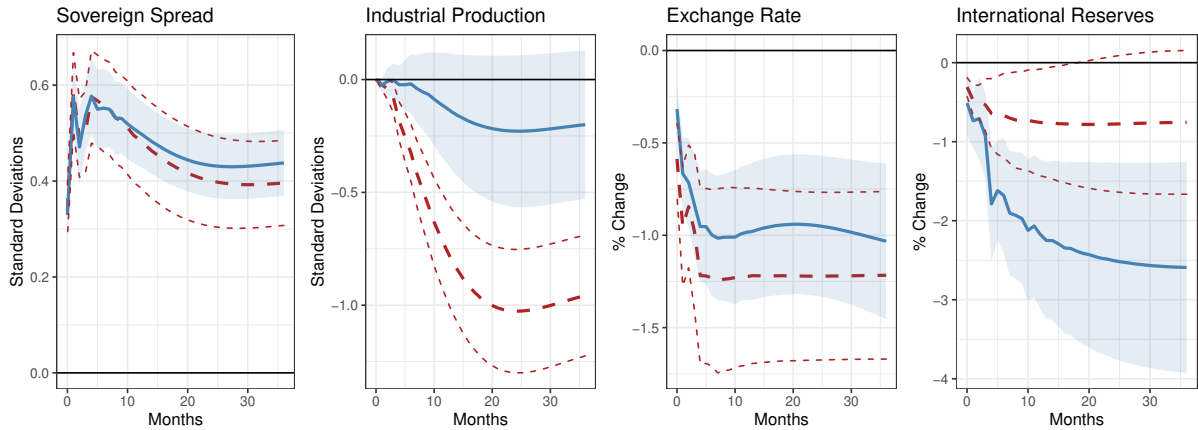 Sovereign Spread
Standard Deviations
0.6
0.4
0.2
0.0
0 10 20 30
Months
Industrial Production
Standard Deviations
0.0
−0.5
−1.0
0 10 20 30
Months
Exchange Rate
% Change
0.0
−0.5
−1.0
−1.5
0 10 20 30
Months
International Reserves
% Change
0
−1
−2
−3
−4
0 10 20 30
Months